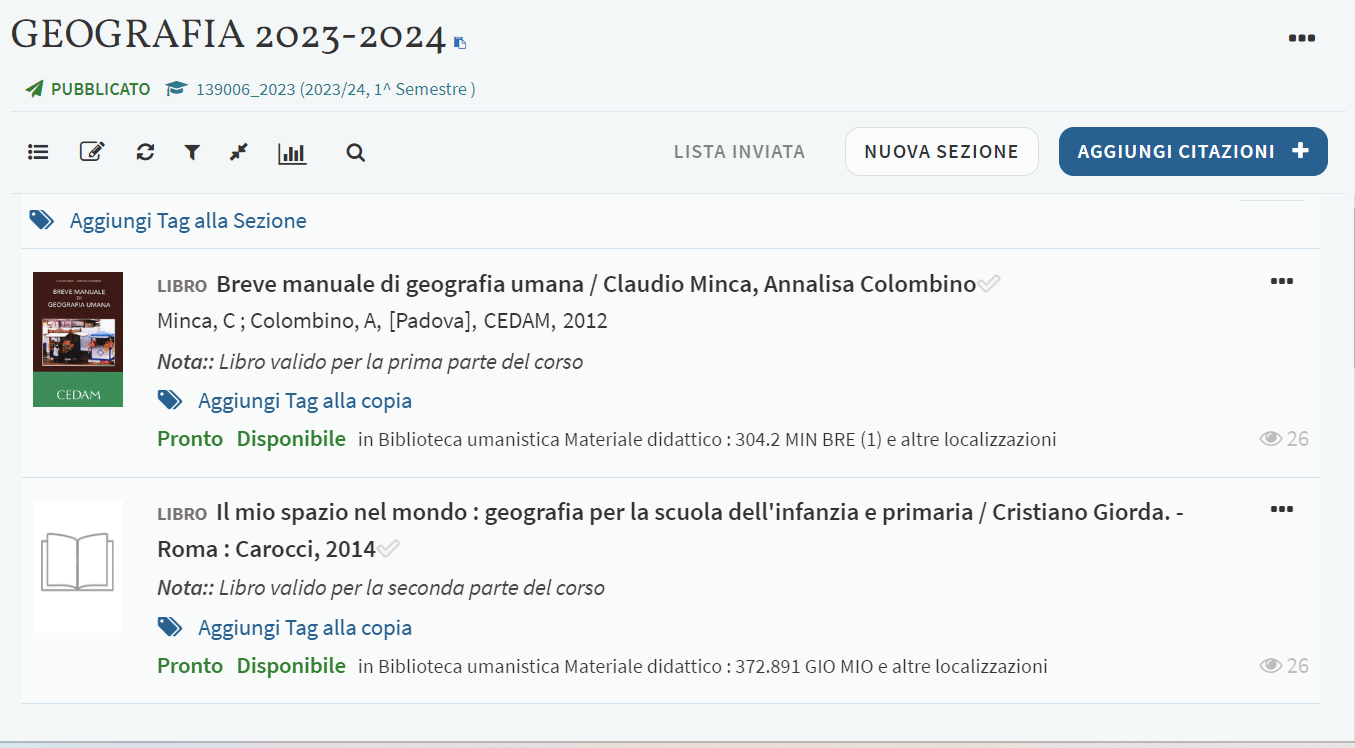 GEOGRAFIA 2023-2024
PUBBLICATO 139006_2023 (2023/24, 1^ Semestre )
LISTA INVIATA NUOVA SEZIONE AGGIUNGI CITAZIONI
Aggiungi Tag alla Sezione
BREVE MANUALE
DI
GEOGRAFIA UMANA
CEDAM
LIBRO Breve manuale di geografia umana / Claudio Minca, Annalisa Colombino
Minca, C ; Colombino, A, [Padova], CEDAM, 2012
Nota:: Libro valido per la prima parte del corso
Aggiungi Tag alla copia
Pronto Disponibile in Biblioteca umanistica Materiale didattico : 304.2 MIN BRE (1) e altre localizzazioni 26
LIBRO Il mio spazio nel mondo : geografia per la scuola dell'infanzia e primaria / Cristiano Giorda. -
Roma : Carocci, 2014
Nota:: Libro valido per la seconda parte del corso
Aggiungi Tag alla copia
Pronto Disponibile in Biblioteca umanistica Materiale didattico : 372.891 GIO MIO e altre localizzazioni 26